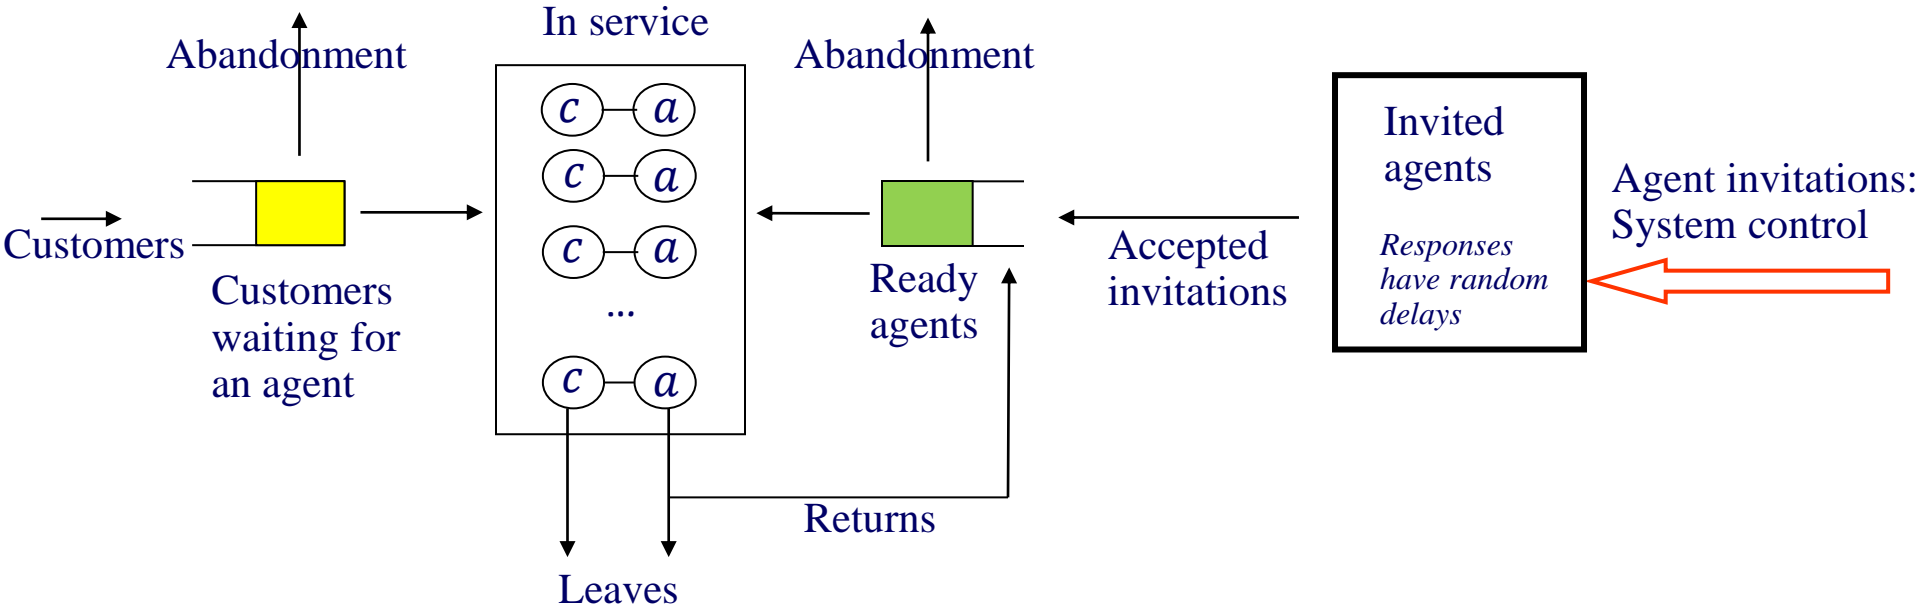 In service
Abandonment
Abandonment
c a
c a
c a
...
c a
Customers
Customers
waiting for
an agent
Ready
agents
Accepted
invitations
Invited
agents
Responses
have random
delays
Agent invitations:
System control
Returns
Leaves